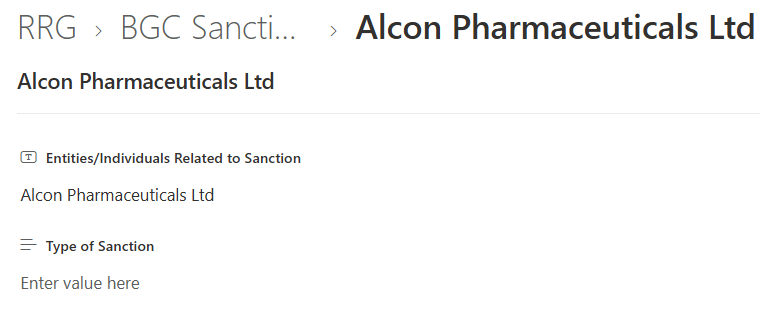 RRG > BGC Sancti... > Alcon Pharmaceuticals Ltd
Alcon Pharmaceuticals Ltd
Entities/Individuals Related to Sanction
Alcon Pharmaceuticals Ltd
Type of Sanction
Enter value here